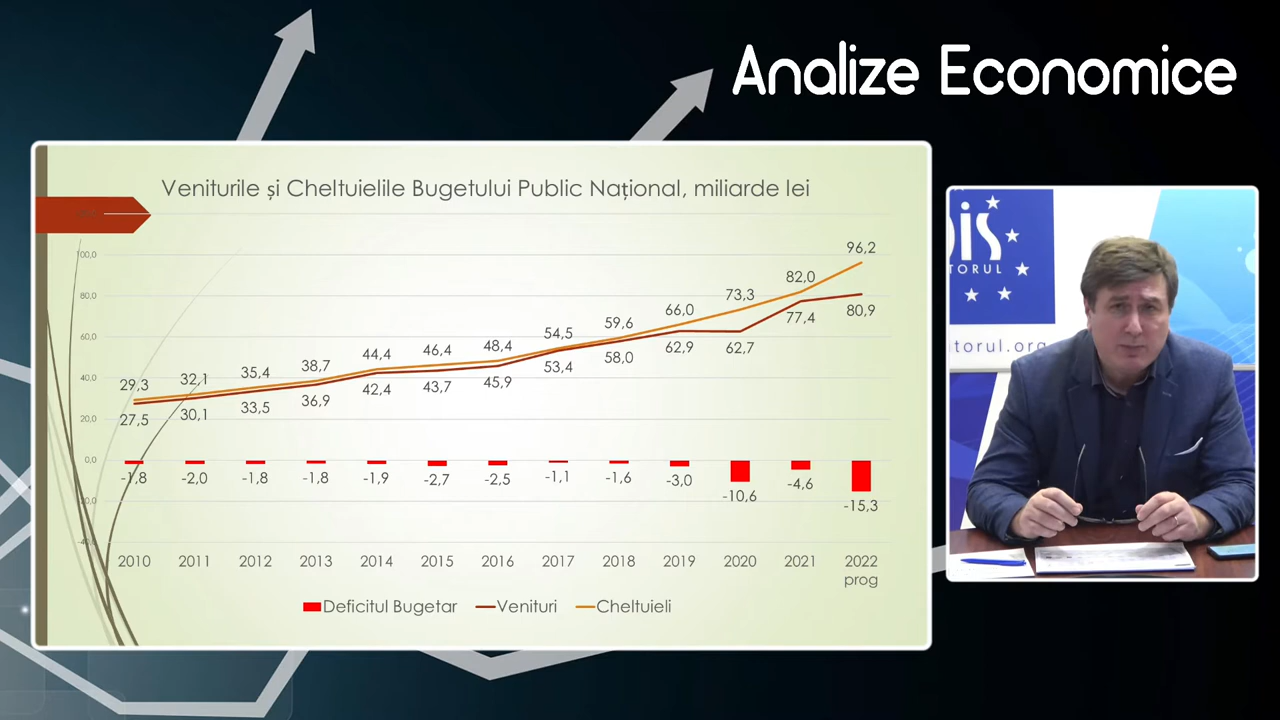 Analize Economice
Veniturile și Cheltuielile Bugetului Public Național, miliarde lei
100,0
80,0
60,0
40,0
20,0
0,0
29,3 32,1 35,4 38,7 44,4 46,4 48,4 54,5 59,6 66,0 73,3 82,0 96,2
27,5 30,1 33,5 36,9 42,4 43,7 45,9 53,4 58,0 62,9 62,7 77,4 80,9
-1,8 -2,0 -1,8 -1,8 -1,9 -2,7 -2,5 -1,1 -1,6 -3,0 -10,6 -4,6 -15,3
2010 2011 2012 2013 2014 2015 2016 2017 2018 2019 2020 2021 2022
prog
Deficitul Bugetar Venituri Cheltuieli
TORUL
itorul.org